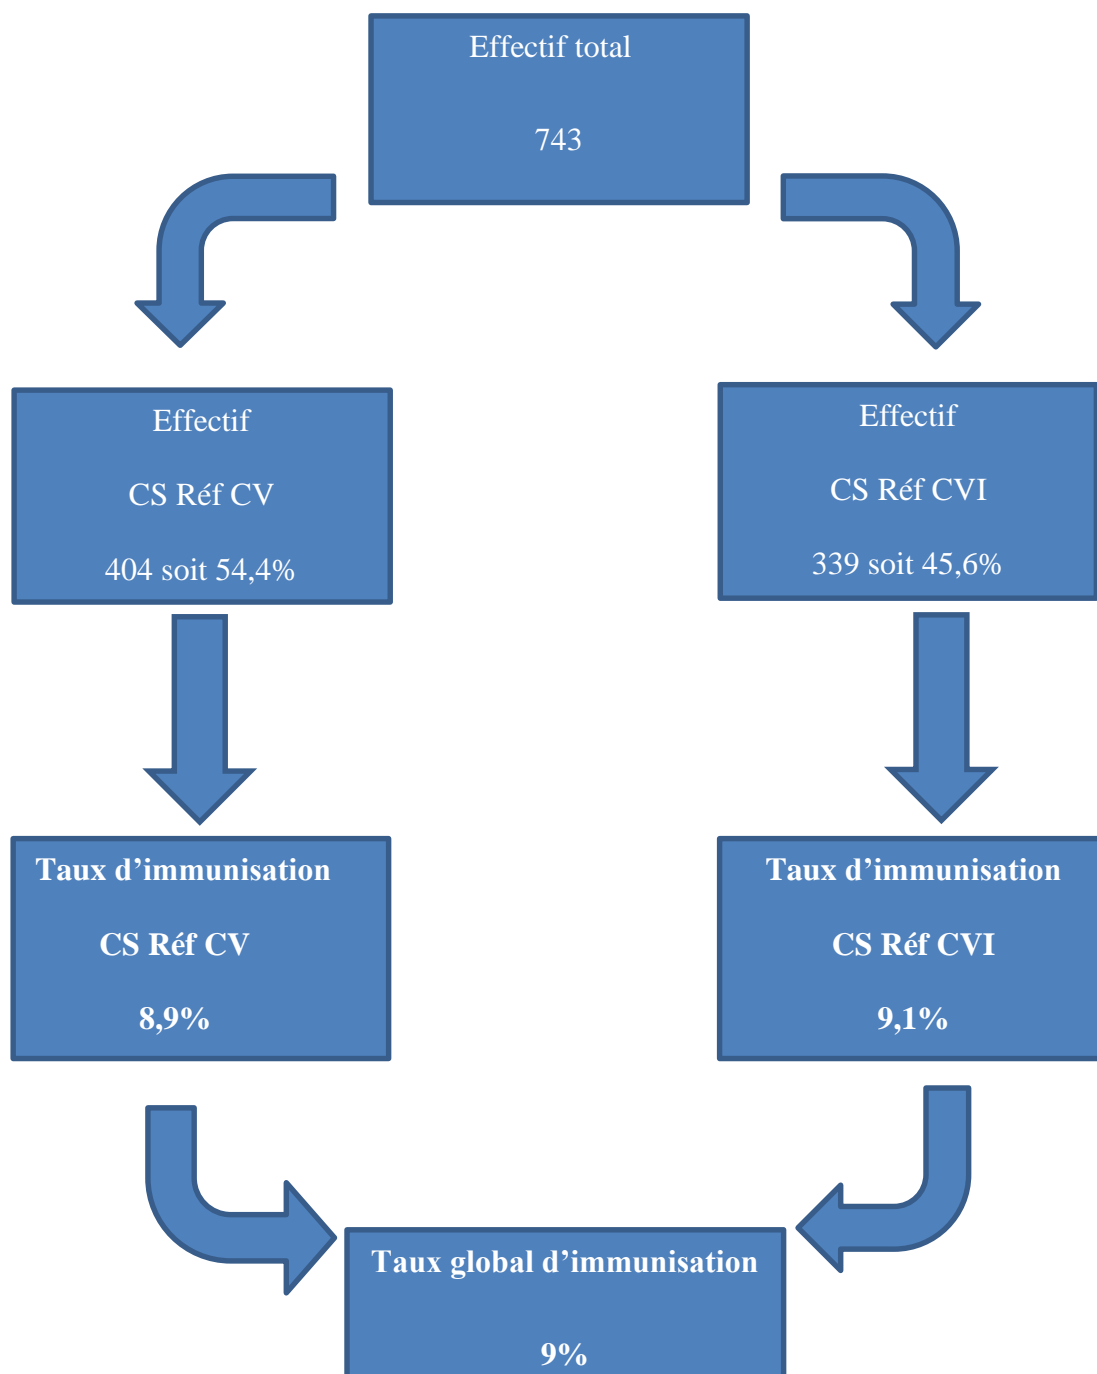 Effectif total
743
Effectif
CS Réf CV
404 soit 54,4%
Effectif
CS Réf CVI
339 soit 45,6%
Taux d’immunisation
CS Réf CV
8,9%
Taux d’immunisation
CS Réf CVI
9,1%
Taux global d’immunisation
9%